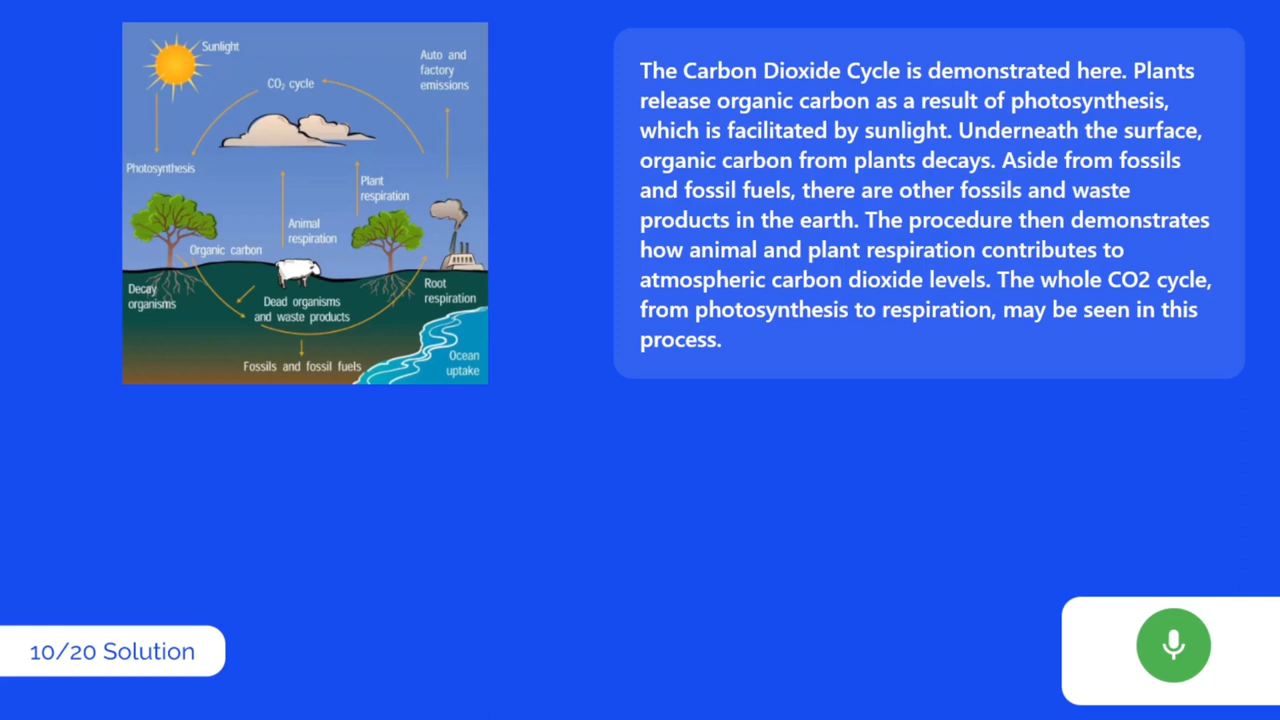 Sunlight
CO₂ cycle
Auto and
factory
emissions
Photosynthesis
Plant
respiration
Animal
respiration
Organic carbon
Decay
organisms
Dead organisms
and waste products
Root
respiration
Fossils and fossil fuels
Ocean
uptake
The Carbon Dioxide Cycle is demonstrated here. Plants
release organic carbon as a result of photosynthesis,
which is facilitated by sunlight. Underneath the surface,
organic carbon from plants decays. Aside from fossils
and fossil fuels, there are other fossils and waste
products in the earth. The procedure then demonstrates
how animal and plant respiration contributes to
atmospheric carbon dioxide levels. The whole CO2 cycle,
from photosynthesis to respiration, may be seen in this
process.
10/20 Solution